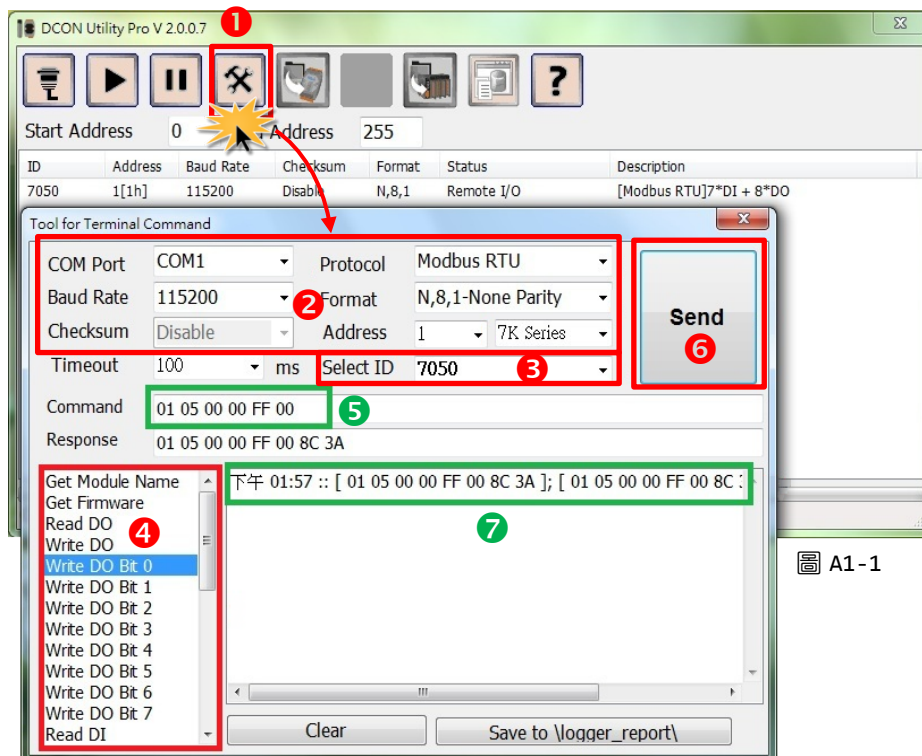 DCON Utility Pro V 2.0.0.7 1
?
Start Address 0 Address 255
ID Address Baud Rate Checksum Format Status Description
7050 1[1h] 115200 Disable N,8,1 Remote I/O [Modbus RTU]7*DI + 8*DO
Tool for Terminal Command
COM Port COM1 Protocol Modbus RTU
Baud Rate 115200 2 Format N,8,1-None Parity
Checksum Disable Address 1 7K Series
Send
6
Timeout 100 ms Select ID 7050 3
Command 01 05 00 00 FF 00 5
Response 01 05 00 00 FF 00 8C 3A
Get Module Name
Get Firmware
Read DO
Write DO
4
Write DO Bit 0
Write DO Bit 1
Write DO Bit 2
Write DO Bit 3
Write DO Bit 4
Write DO Bit 5
Write DO Bit 6
Write DO Bit 7
Read DI
下午 01:57 :: [ 01 05 00 00 FF 00 8C 3A ]; [ 01 05 00 00 FF 00 8C
7
Clear Save to \logger_report\
圖 A1-1